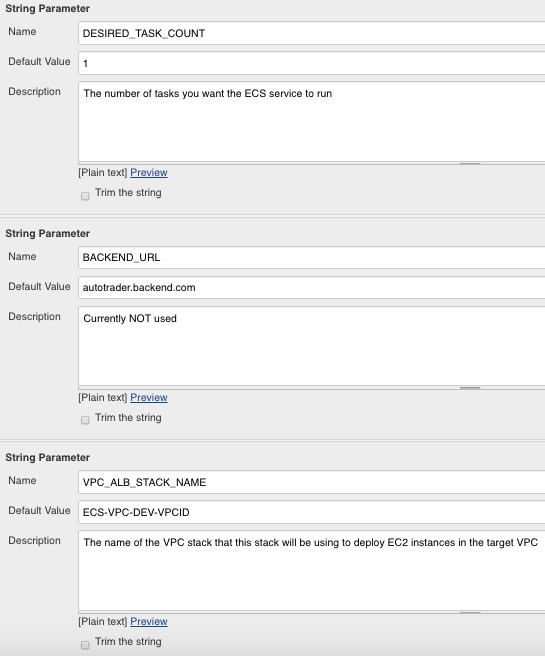 String Parameter
Name DESIRED_TASK_COUNT
Default Value 1
Description The number of tasks you want the ECS service to run
[Plain text] Preview
Trim the string
String Parameter
Name BACKEND_URL
Default Value autotrader.backend.com
Description Currently NOT used
[Plain text] Preview
Trim the string
String Parameter
Name VPC_ALB_STACK_NAME
Default Value ECS-VPC-DEV-VPCID
Description The name of the VPC stack that this stack will be using to deploy EC2 instances in the target VPC
[Plain text] Preview
Trim the string